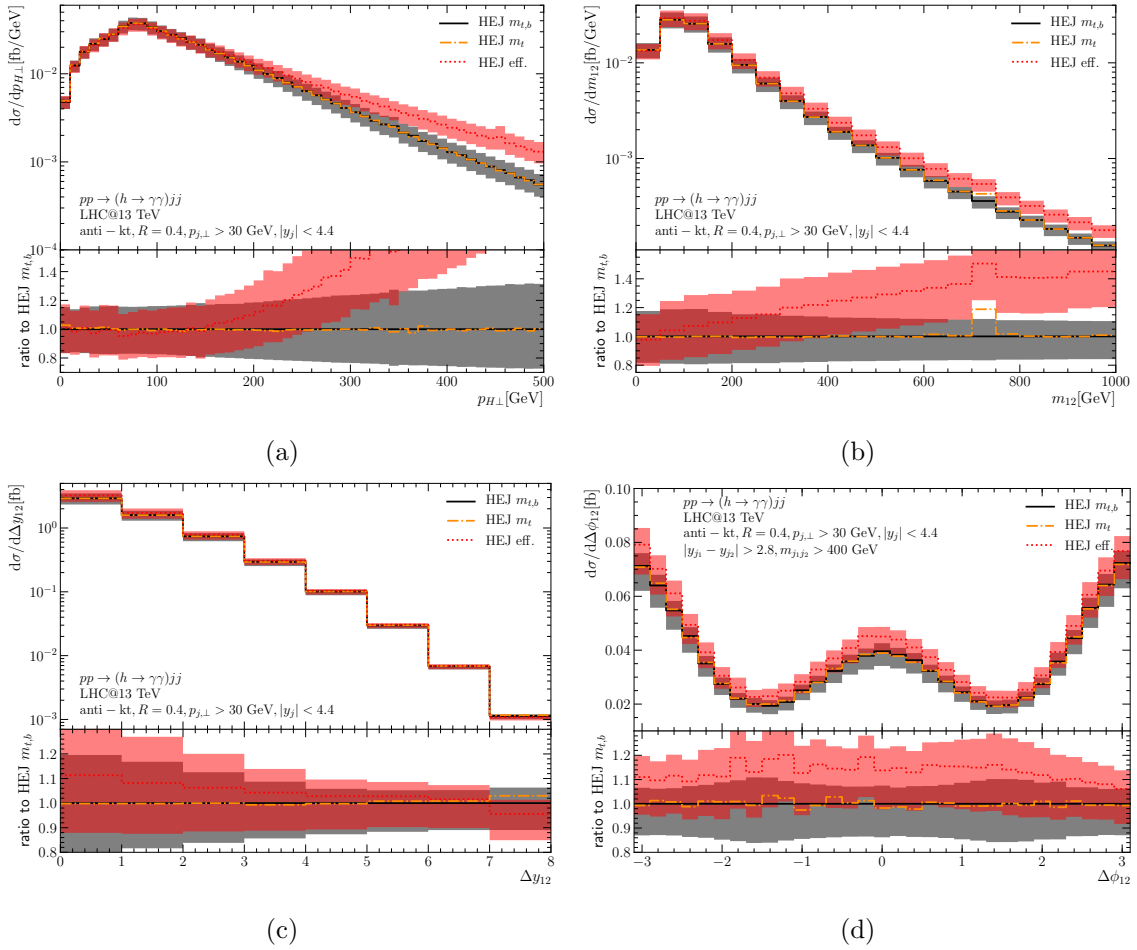 dσ/dp_{H⊥}[fb/GeV]
10^{−2}
10^{−3}
10^{−4}
HEJ m_{t,b}
HEJ m_t
HEJ eff.
pp → (h → γγ)jj
LHC@13 TeV
anti − kt, R = 0.4, p_{j,⊥} > 30 GeV, |y_j| < 4.4
ratio to HEJ m_{t,b}
1.4
1.2
1.0
0.8
0 100 200 300 400 500
p_{H⊥}[GeV]
(a)
dσ/dm_{12}[fb/GeV]
10^{−2}
10^{−3}
HEJ m_{t,b}
HEJ m_t
HEJ eff.
pp → (h → γγ)jj
LHC@13 TeV
anti − kt, R = 0.4, p_{j,⊥} > 30 GeV, |y_j| < 4.4
ratio to HEJ m_{t,b}
1.4
1.2
1.0
0.8
0 200 400 600 800 1000
m_{12}[GeV]
(b)
dσ/dΔy_{12}[fb]
10^{0}
10^{−1}
10^{−2}
10^{−3}
HEJ m_{t,b}
HEJ m_t
HEJ eff.
pp → (h → γγ)jj
LHC@13 TeV
anti − kt, R = 0.4, p_{j,⊥} > 30 GeV, |y_j| < 4.4
ratio to HEJ m_{t,b}
1.2
1.1
1.0
0.9
0.8
0 1 2 3 4 5 6 7 8
Δy_{12}
(c)
dσ/dΔϕ_{12}[fb]
0.10
0.08
0.06
0.04
0.02
pp → (h → γγ)jj
LHC@13 TeV
anti − kt, R = 0.4, p_{j,⊥} > 30 GeV, |y_j| < 4.4
|y_{j1} − y_{j2}| > 2.8, m_{j1j2} > 400 GeV
HEJ m_{t,b}
HEJ m_t
HEJ eff.
ratio to HEJ m_{t,b}
1.2
1.1
1.0
0.9
0.8
−3 −2 −1 0 1 2 3
Δϕ_{12}
(d)